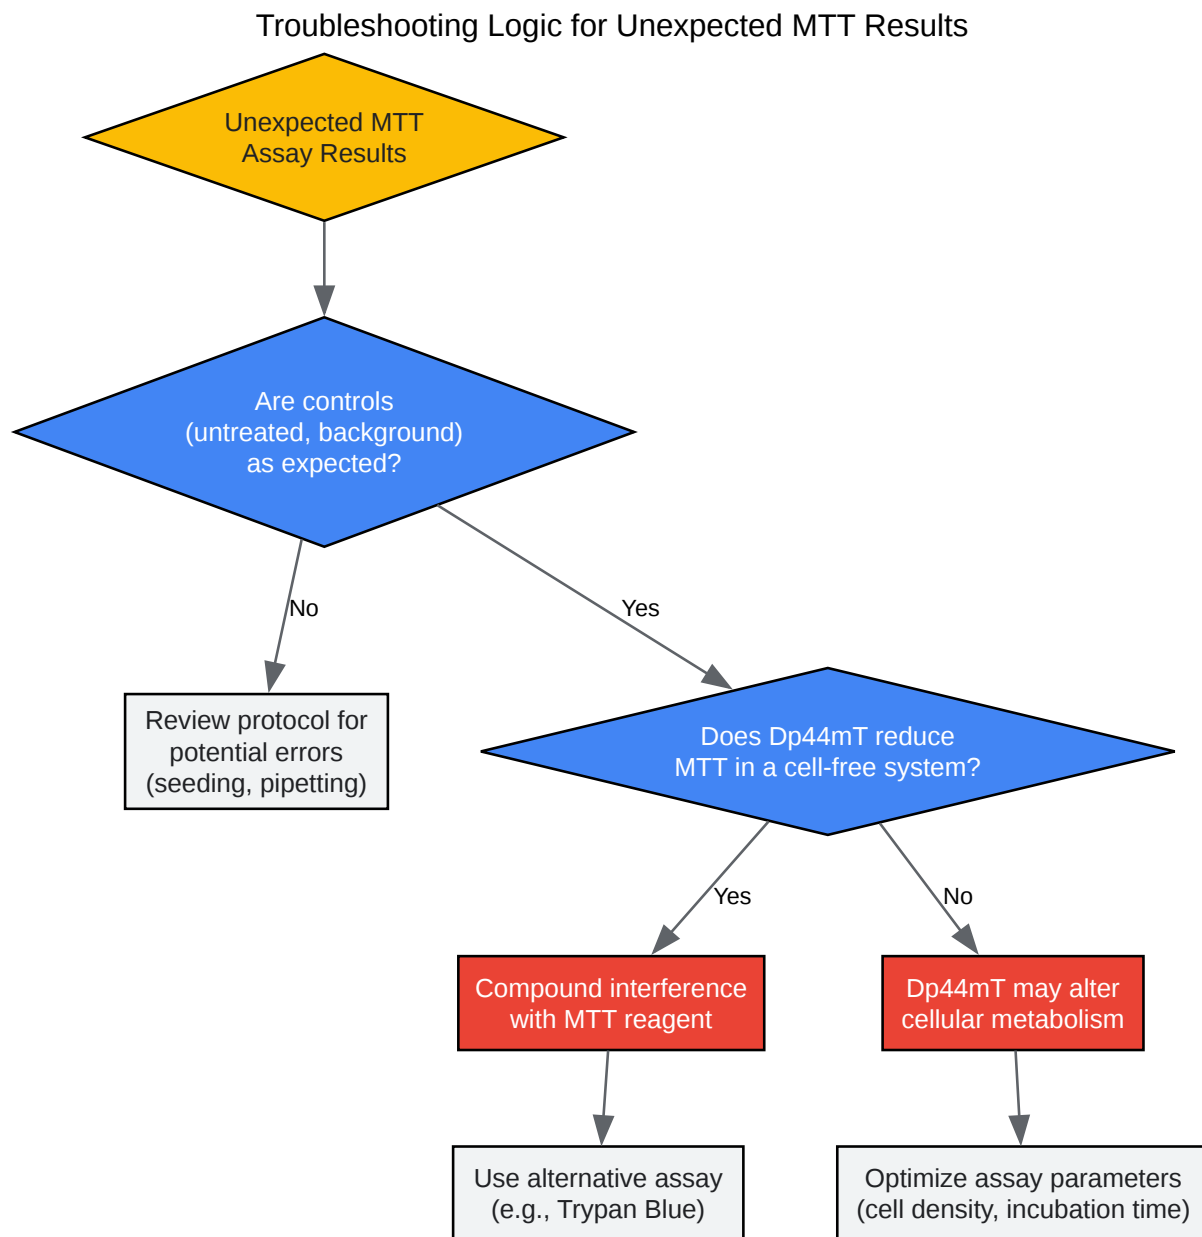 Troubleshooting Logic for Unexpected MTT Results
Unexpected MTT
Assay Results
Are controls
(untreated, background)
as expected?
No
Yes
Review protocol for
potential errors
(seeding, pipetting)
Does Dp44mT reduce
MTT in a cell-free system?
Yes
No
Compound interference
with MTT reagent
Dp44mT may alter
cellular metabolism
Use alternative assay
(e.g., Trypan Blue)
Optimize assay parameters
(cell density, incubation time)